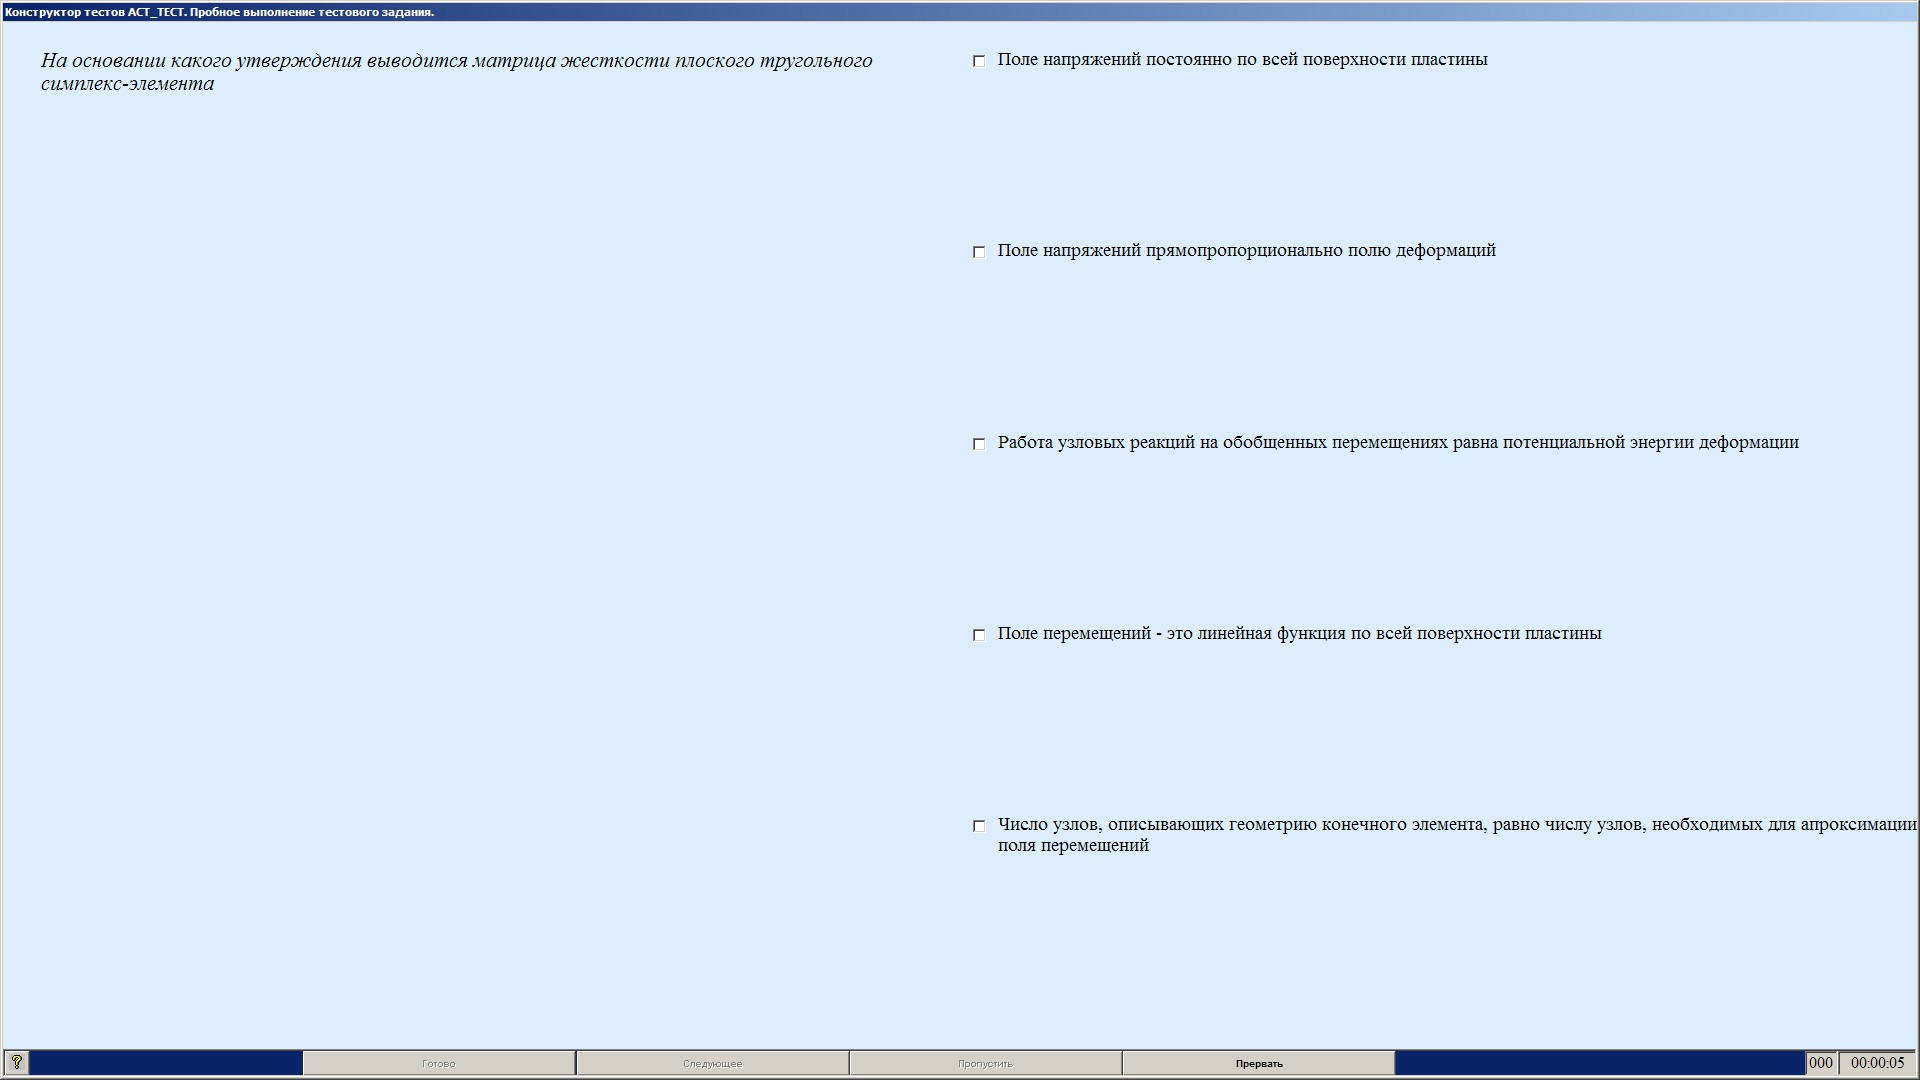 Конструктор тестов АСТ_ТЕСТ. Пробное выполнение тестового задания.
На основании какого утверждения выводится матрица жесткости плоского тругольного
симплекс-элемента
Поле напряжений постоянно по всей поверхности пластины
Поле напряжений прямопропорционально полю деформаций
Работа узловых реакций на обобщенных перемещениях равна потенциальной энергии деформации
Поле перемещений - это линейная функция по всей поверхности пластины
Число узлов, описывающих геометрию конечного элемента, равно числу узлов, необходимых для апроксимации
поля перемещений
? Готово Следующее Пропустить Прервать 000 00:00:05